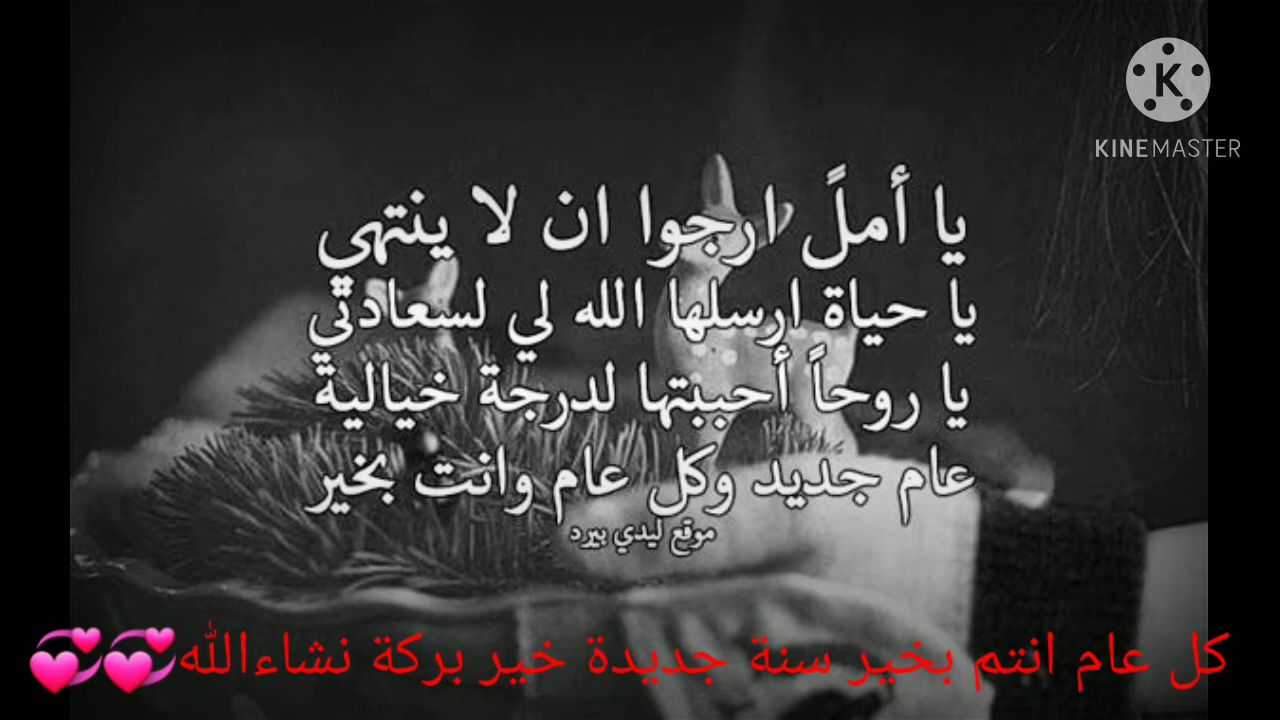 KINEMASTER
يا أملً ارجوا ان لا ينتهي
يا حياة ارسلها الله لي لسعادتي
يا روحاً أحببتها لدرجة خيالية
عام جديد وكل عام وانت بخير
موقع ليدي بيرد
كل عام انتم بخير سنة جديدة خير بركة نشاءالله💞💞